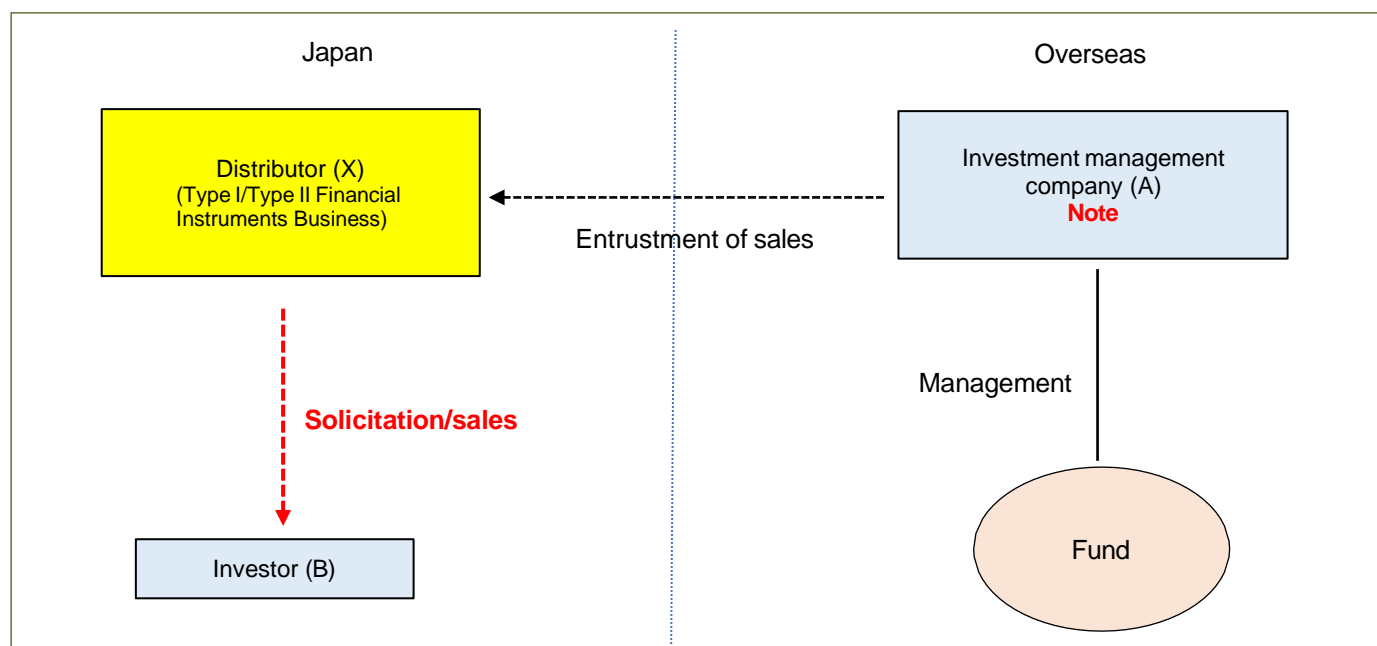 Japan
Overseas
Distributor (X)
(Type I/Type II Financial
Instruments Business)
Investment management
company (A)
Note
Entrustment of sales
Management
Solicitation/sales
Investor (B)
Fund